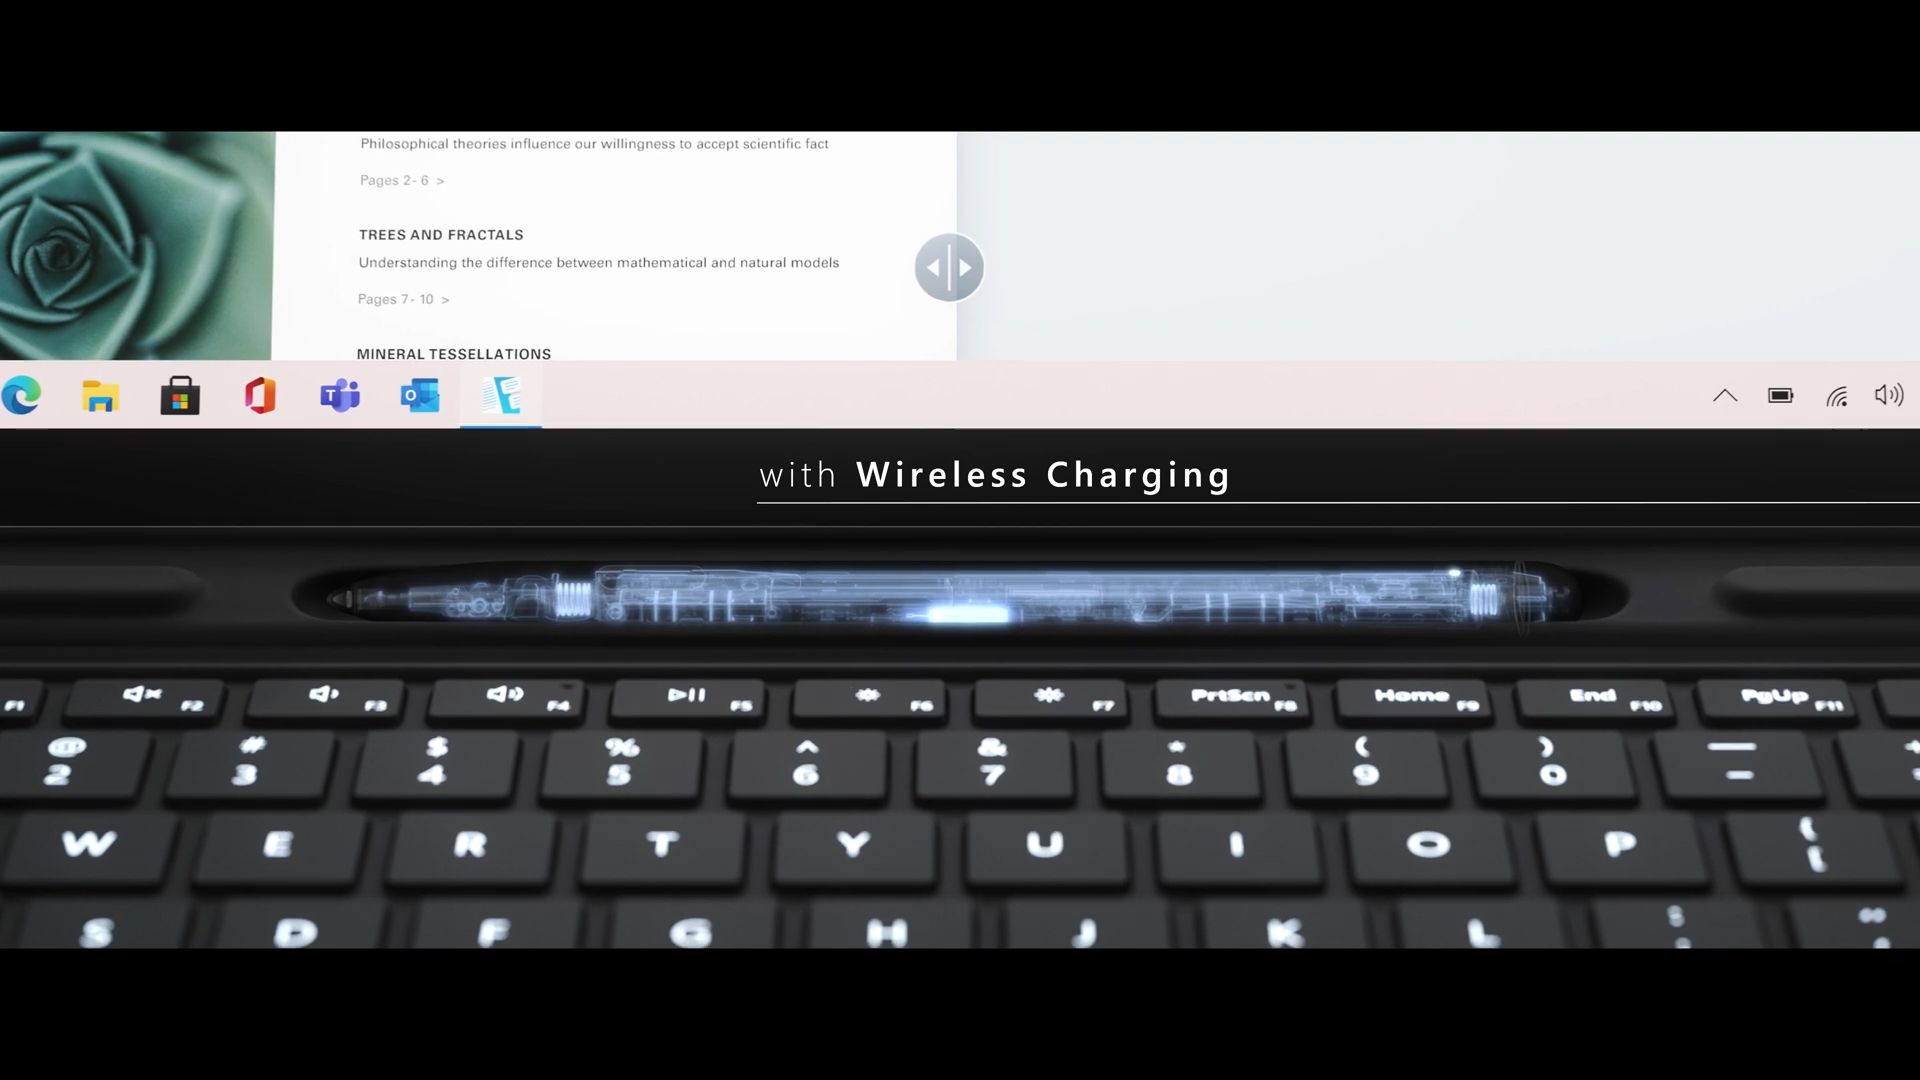 Philosophical theories influence our willingness to accept scientific fact
Pages 2- 6 >
TREES AND FRACTALS
Understanding the difference between mathematical and natural models
Pages 7- 10 >
MINERAL TESSELLATIONS
T
O
with Wireless Charging
F1 F2 F3 F4 F5 F6 F7 PrtScn F8 Home F9 End F10 PgUp F11
@ # $ % ^ & * ( ) _ +
2 3 4 5 6 7 8 9 0 -
W E R T Y U I O P {
[
S D F G H J K L :
;